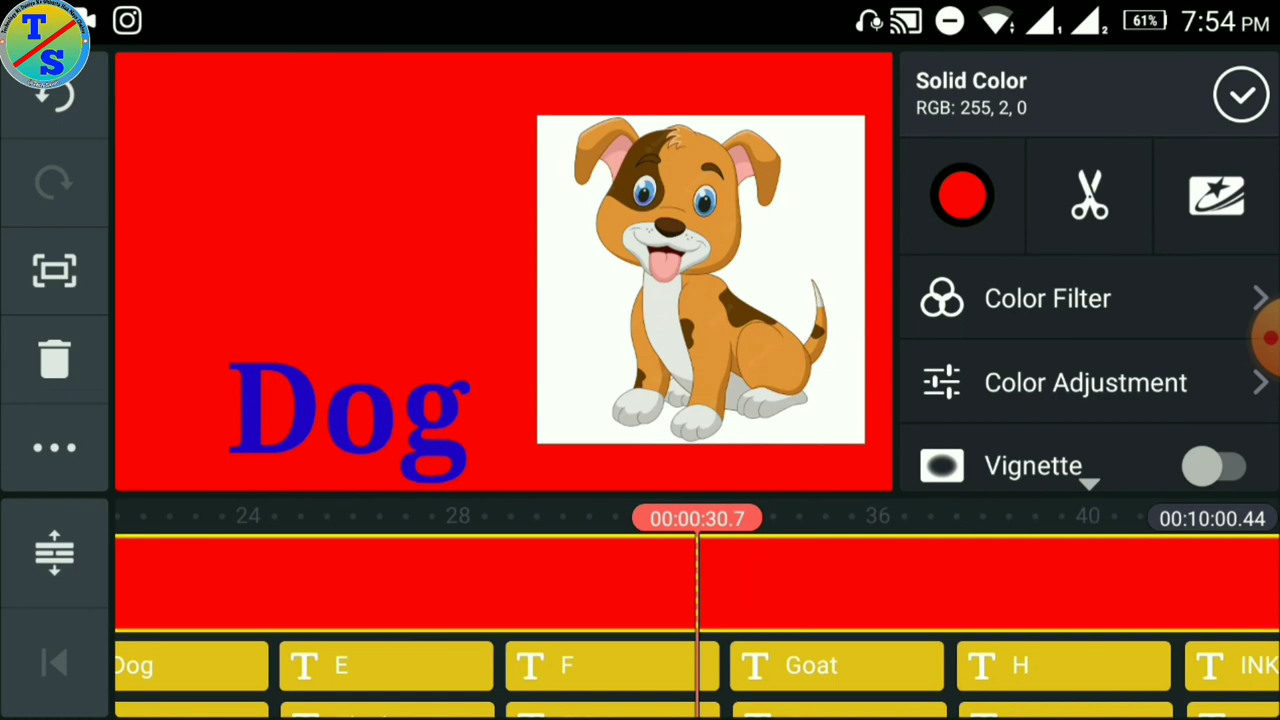 T
S
61%
7:54 PM
Solid Color
RGB: 255, 2, 0
Color Filter
Color Adjustment
Vignette
Dog
24
28
00:00:30.7
36
40
00:10:00.44
Dog
T E
T F
T Goat
T H
T INK